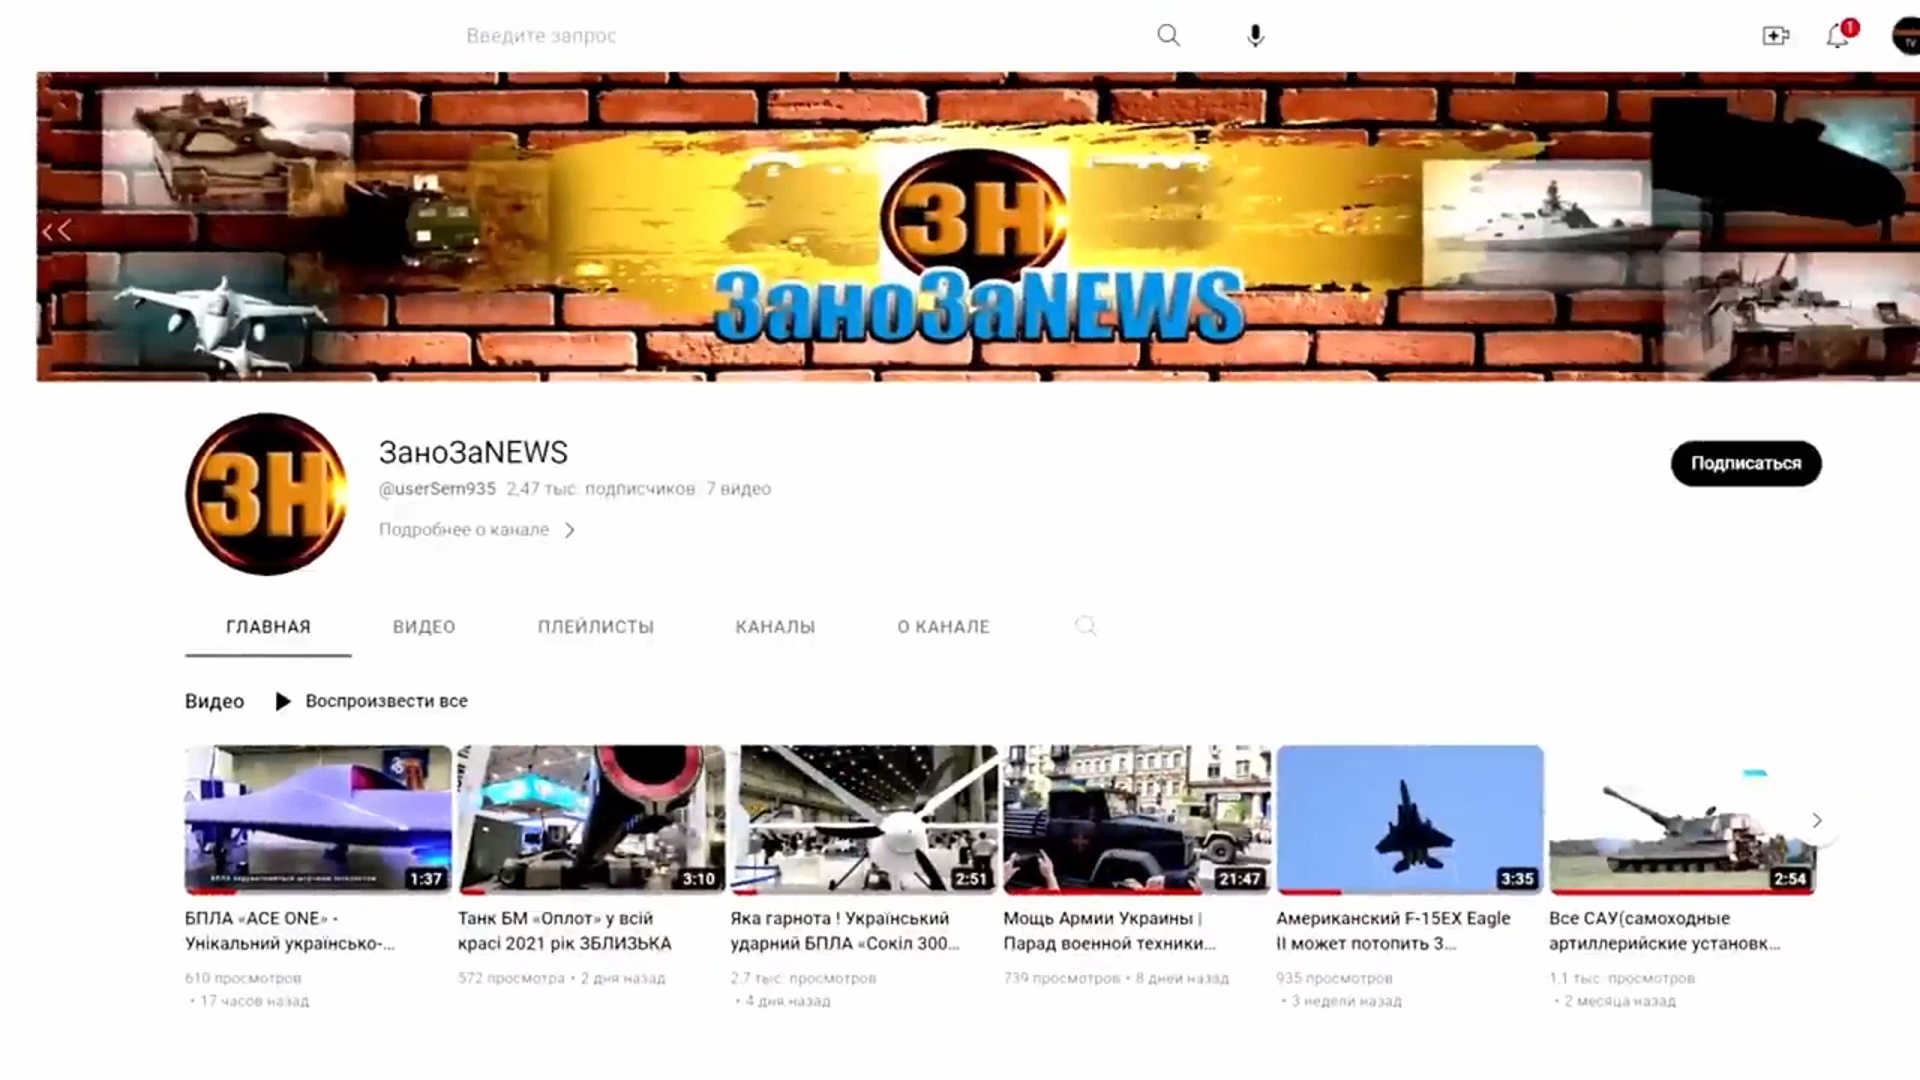 Введите запрос
1
TV
ЗН
ЗаноЗаNEWS
ЗН
ЗаноЗаNEWS
@userSem935 2,47 тыс. подписчиков 7 видео
Подробнее о канале
Подписаться
ГЛАВНАЯ ВИДЕО ПЛЕЙЛИСТЫ КАНАЛЫ О КАНАЛЕ
Видео Воспроизвести все
1:37 3:10 2:51 21:47 3:35 2:54
БПЛА «ACE ONE» -
Унікальний українсько-...
610 просмотров
• 17 часов назад
Танк БМ «Оплот» у всій
красі 2021 рік ЗБЛИЗЬКА
572 просмотра • 2 дня назад
Яка гарнота ! Український
ударний БПЛА «Сокіл 300...
2,7 тыс. просмотров
• 4 дня назад
Мощь Армии Украины |
Парад военной техники...
739 просмотров • 8 дней назад
Американский F-15EX Eagle
II может потопить 3...
935 просмотров
• 3 недели назад
Все САУ(самоходные
артиллерийские установк...
1,1 тыс. просмотров
• 2 месяца назад